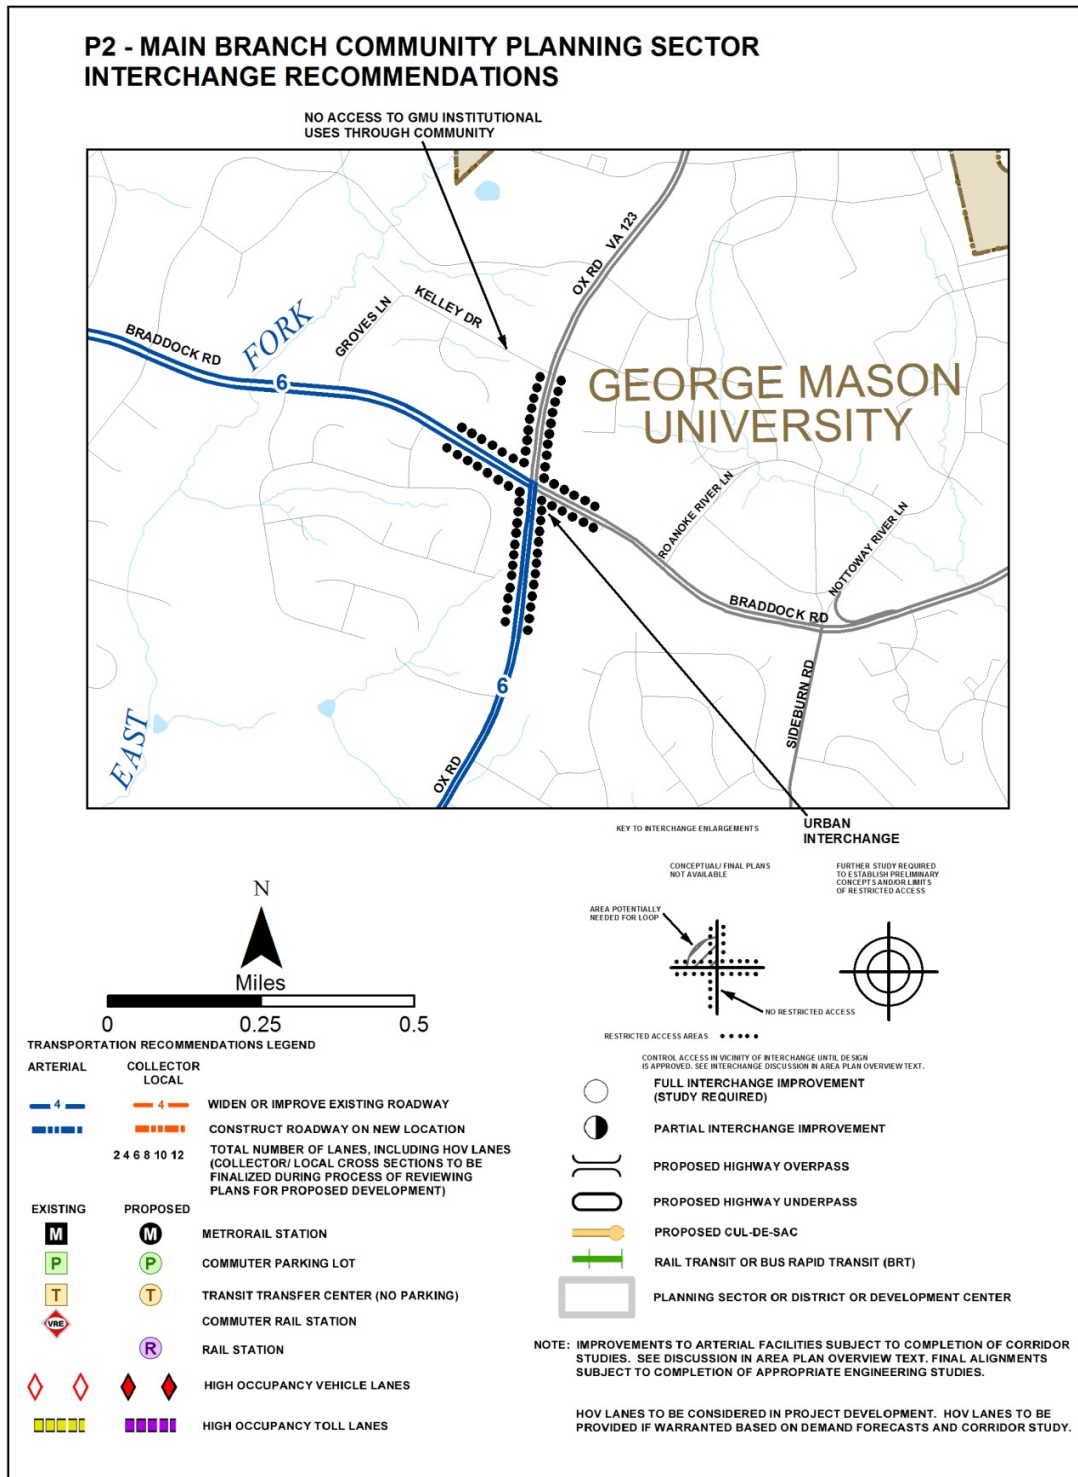 P2 - MAIN BRANCH COMMUNITY PLANNING SECTOR
INTERCHANGE RECOMMENDATIONS
NO ACCESS TO GMU INSTITUTIONAL
USES THROUGH COMMUNITY
OX RD
VA 123
KELLEY DR
GROVES LN
BRADDOCK RD
FORK
6
GEORGE MASON
UNIVERSITY
ROANOKE RIVER LN
NOTTOWAY RIVER LN
BRADDOCK RD
SIDEBURN RD
6
EAST
OX RD
URBAN
INTERCHANGE
KEY TO INTERCHANGE ENLARGEMENTS
CONCEPTUAL/ FINAL PLANS
NOT AVAILABLE
FURTHER STUDY REQUIRED
TO ESTABLISH PRELIMINARY
CONCEPTS AND/OR LIMITS
OF RESTRICTED ACCESS
AREA POTENTIALLY
NEEDED FOR LOOP
NO RESTRICTED ACCESS
RESTRICTED ACCESS AREAS
CONTROL ACCESS IN VICINITY OF INTERCHANGE UNTIL DESIGN
IS APPROVED. SEE INTERCHANGE DISCUSSION IN AREA PLAN OVERVIEW TEXT.
N
Miles
0 0.25 0.5
TRANSPORTATION RECOMMENDATIONS LEGEND
ARTERIAL COLLECTOR
LOCAL
4 4 WIDEN OR IMPROVE EXISTING ROADWAY
CONSTRUCT ROADWAY ON NEW LOCATION
2 4 6 8 10 12 TOTAL NUMBER OF LANES, INCLUDING HOV LANES
(COLLECTOR/ LOCAL CROSS SECTIONS TO BE
FINALIZED DURING PROCESS OF REVIEWING
PLANS FOR PROPOSED DEVELOPMENT)
EXISTING PROPOSED
M M METRORAIL STATION
P P COMMUTER PARKING LOT
T T TRANSIT TRANSFER CENTER (NO PARKING)
VRE COMMUTER RAIL STATION
R RAIL STATION
HIGH OCCUPANCY VEHICLE LANES
HIGH OCCUPANCY TOLL LANES
FULL INTERCHANGE IMPROVEMENT
(STUDY REQUIRED)
PARTIAL INTERCHANGE IMPROVEMENT
PROPOSED HIGHWAY OVERPASS
PROPOSED HIGHWAY UNDERPASS
PROPOSED CUL-DE-SAC
RAIL TRANSIT OR BUS RAPID TRANSIT (BRT)
PLANNING SECTOR OR DISTRICT OR DEVELOPMENT CENTER
NOTE: IMPROVEMENTS TO ARTERIAL FACILITIES SUBJECT TO COMPLETION OF CORRIDOR
STUDIES. SEE DISCUSSION IN AREA PLAN OVERVIEW TEXT. FINAL ALIGNMENTS
SUBJECT TO COMPLETION OF APPROPRIATE ENGINEERING STUDIES.
HOV LANES TO BE CONSIDERED IN PROJECT DEVELOPMENT. HOV LANES TO BE
PROVIDED IF WARRANTED BASED ON DEMAND FORECASTS AND CORRIDOR STUDY.